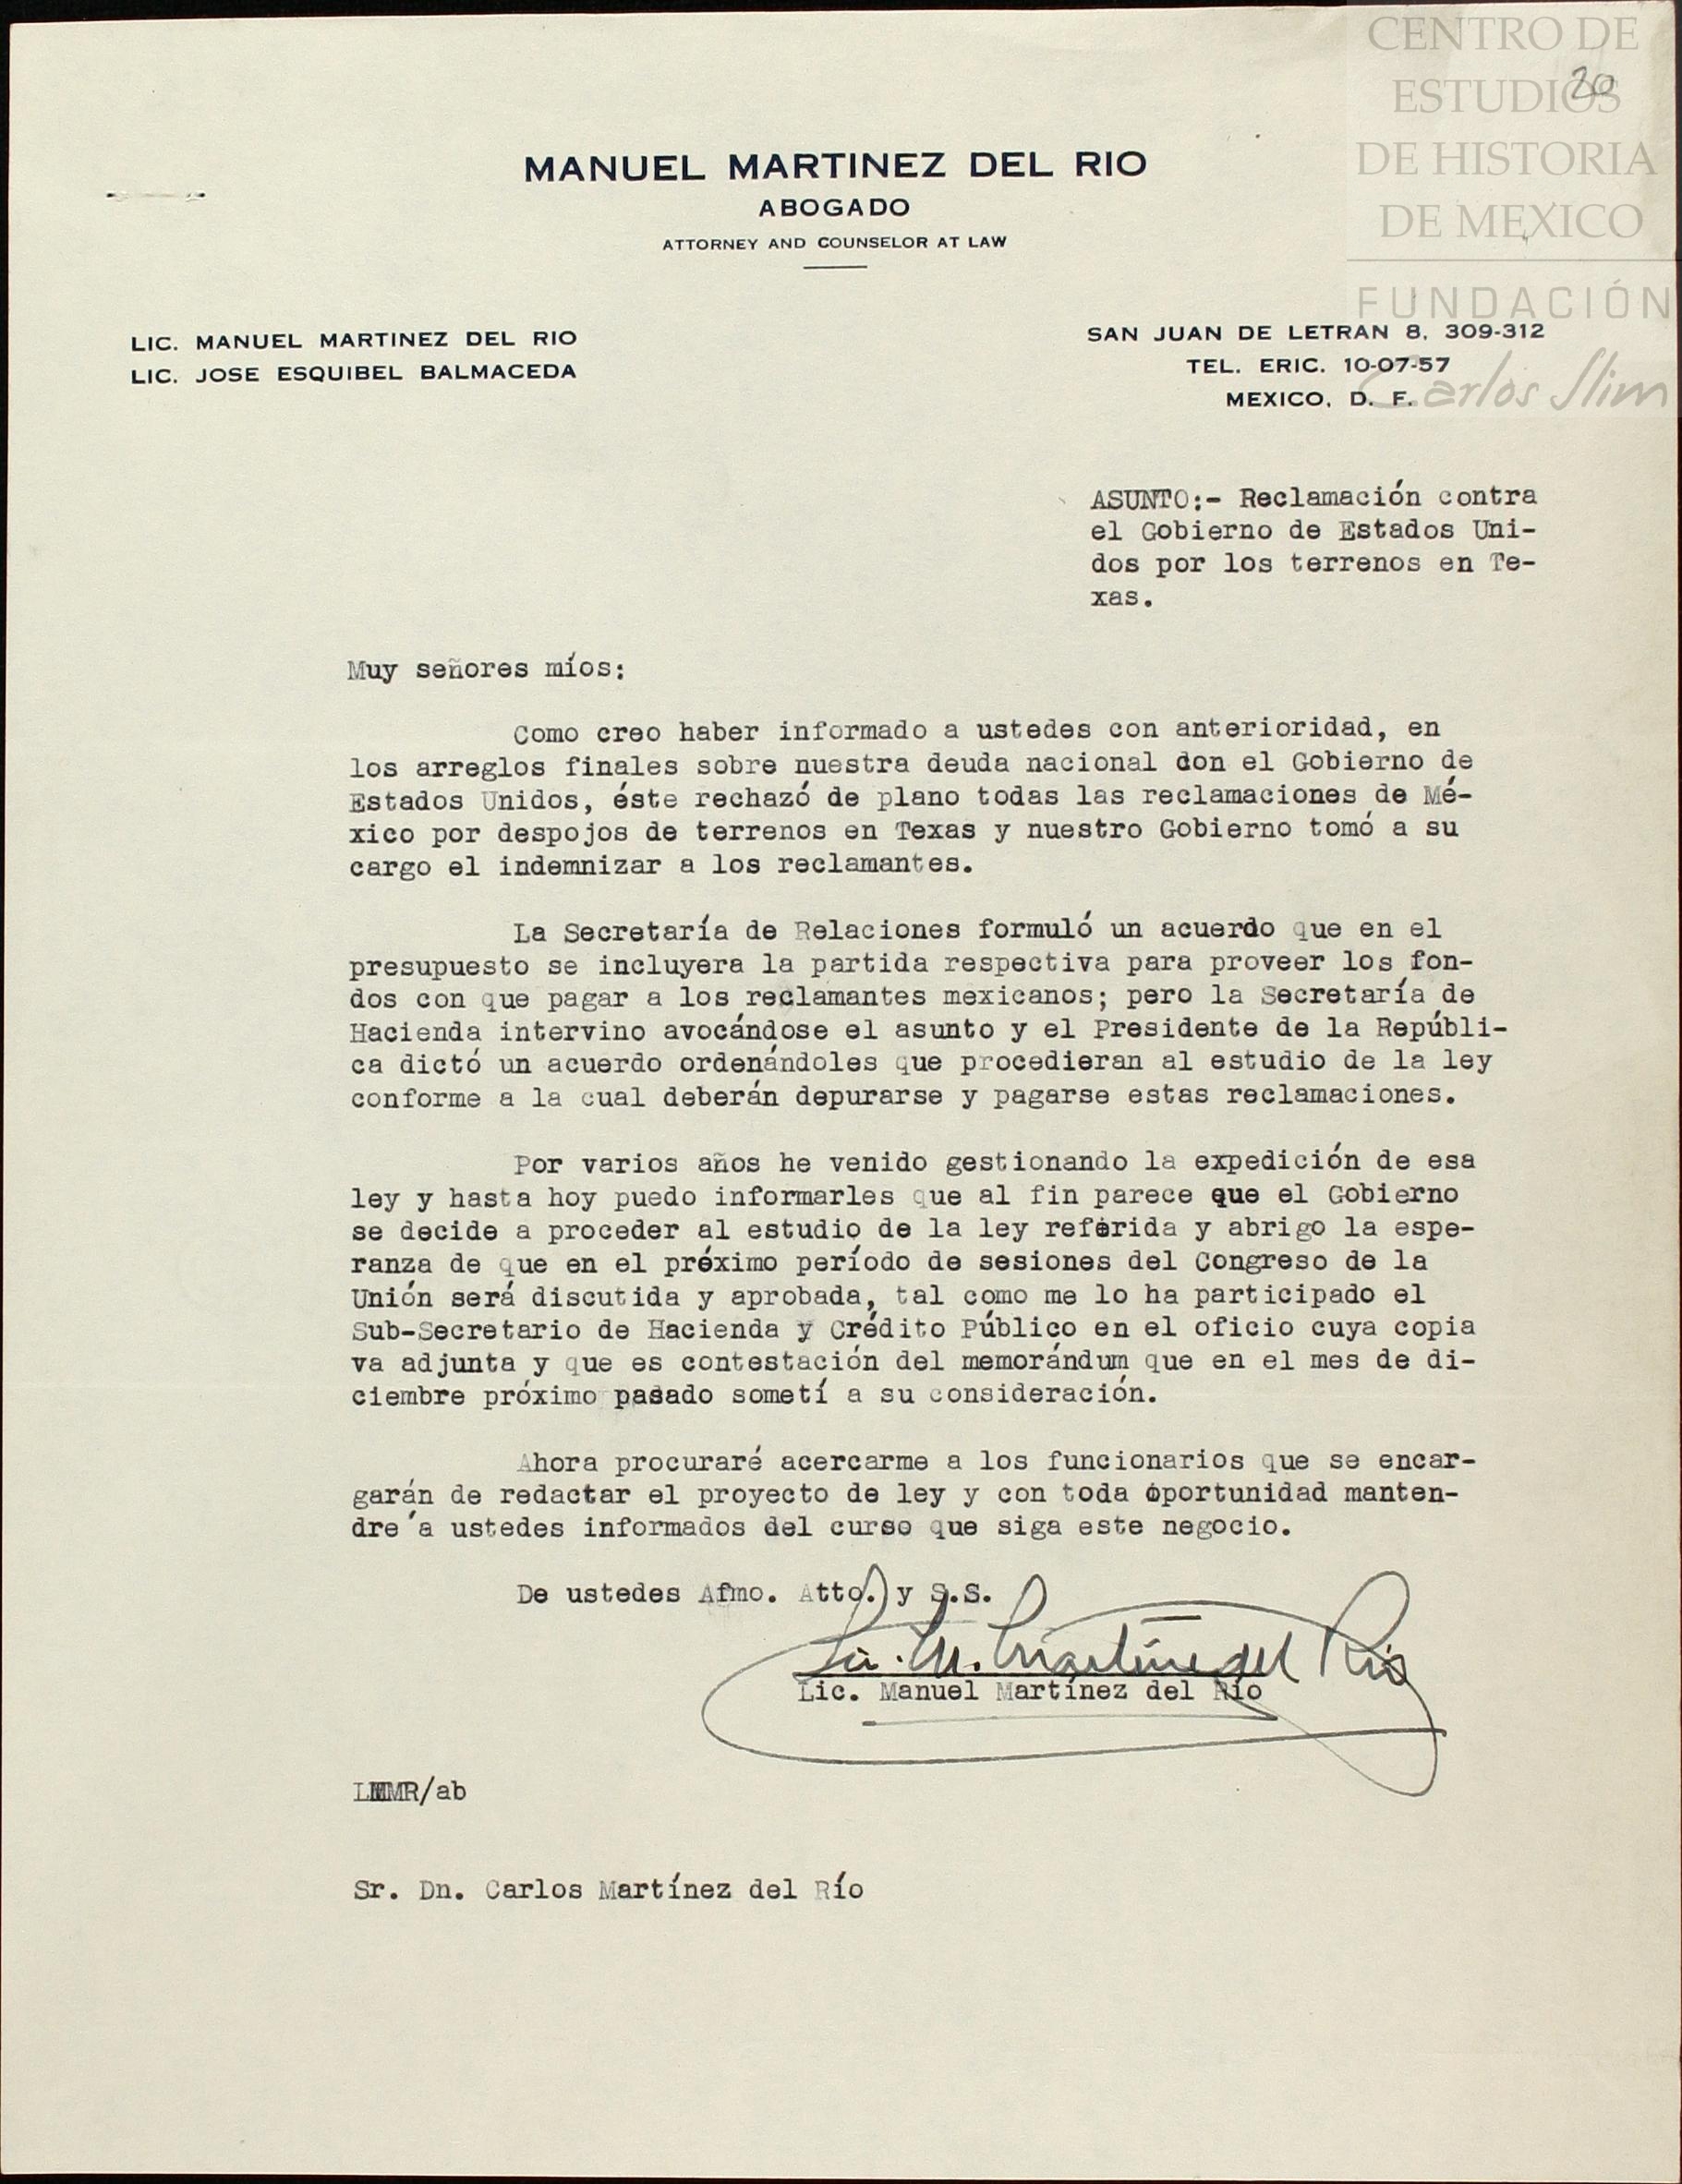 CENTRO DE
ESTUDIOS
20
DE HISTORIA
DE MEXICO
FUNDACIÓN
Carlos Slim
MANUEL MARTINEZ DEL RIO
ABOGADO
ATTORNEY AND COUNSELOR AT LAW
LIC. MANUEL MARTINEZ DEL RIO
LIC. JOSE ESQUIBEL BALMACEDA
SAN JUAN DE LETRAN 8, 309-312
TEL. ERIC. 10-07-57
MEXICO, D. F.
ASUNTO:- Reclamación contra
el Gobierno de Estados Uni-
dos por los terrenos en Te-
xas.
Muy señores míos:
Como creo haber informado a ustedes con anterioridad, en
los arreglos finales sobre nuestra deuda nacional don el Gobierno de
Estados Unidos, éste rechazó de plano todas las reclamaciones de Mé-
xico por despojos de terrenos en Texas y nuestro Gobierno tomó a su
cargo el indemnizar a los reclamantes.
La Secretaría de Relaciones formuló un acuerdo que en el
presupuesto se incluyera la partida respectiva para proveer los fon-
dos con que pagar a los reclamantes mexicanos; pero la Secretaría de
Hacienda intervino avocándose el asunto y el Presidente de la Repúbli-
ca dictó un acuerdo ordenándoles que procedieran al estudio de la ley
conforme a la cual deberán depurarse y pagarse estas reclamaciones.
Por varios años he venido gestionando la expedición de esa
ley y hasta hoy puedo informarles que al fin parece que el Gobierno
se decide a proceder al estudio de la ley referida y abrigo la espe-
ranza de que en el próximo período de sesiones del Congreso de la
Unión será discutida y aprobada, tal como me lo ha participado el
Sub-Secretario de Hacienda y Crédito Público en el oficio cuya copia
va adjunta y que es contestación del memorándum que en el mes de di-
ciembre próximo pasado sometí a su consideración.
Ahora procuraré acercarme a los funcionarios que se encar-
garán de redactar el proyecto de ley y con toda oportunidad manten-
dre´a ustedes informados del curso que siga este negocio.
De ustedes Afmo. Atto. y S.S.
Lic. M. Martínez del Rio
Lic. Manuel Martínez del Río
MR/ab
Sr. Dn. Carlos Martínez del Río